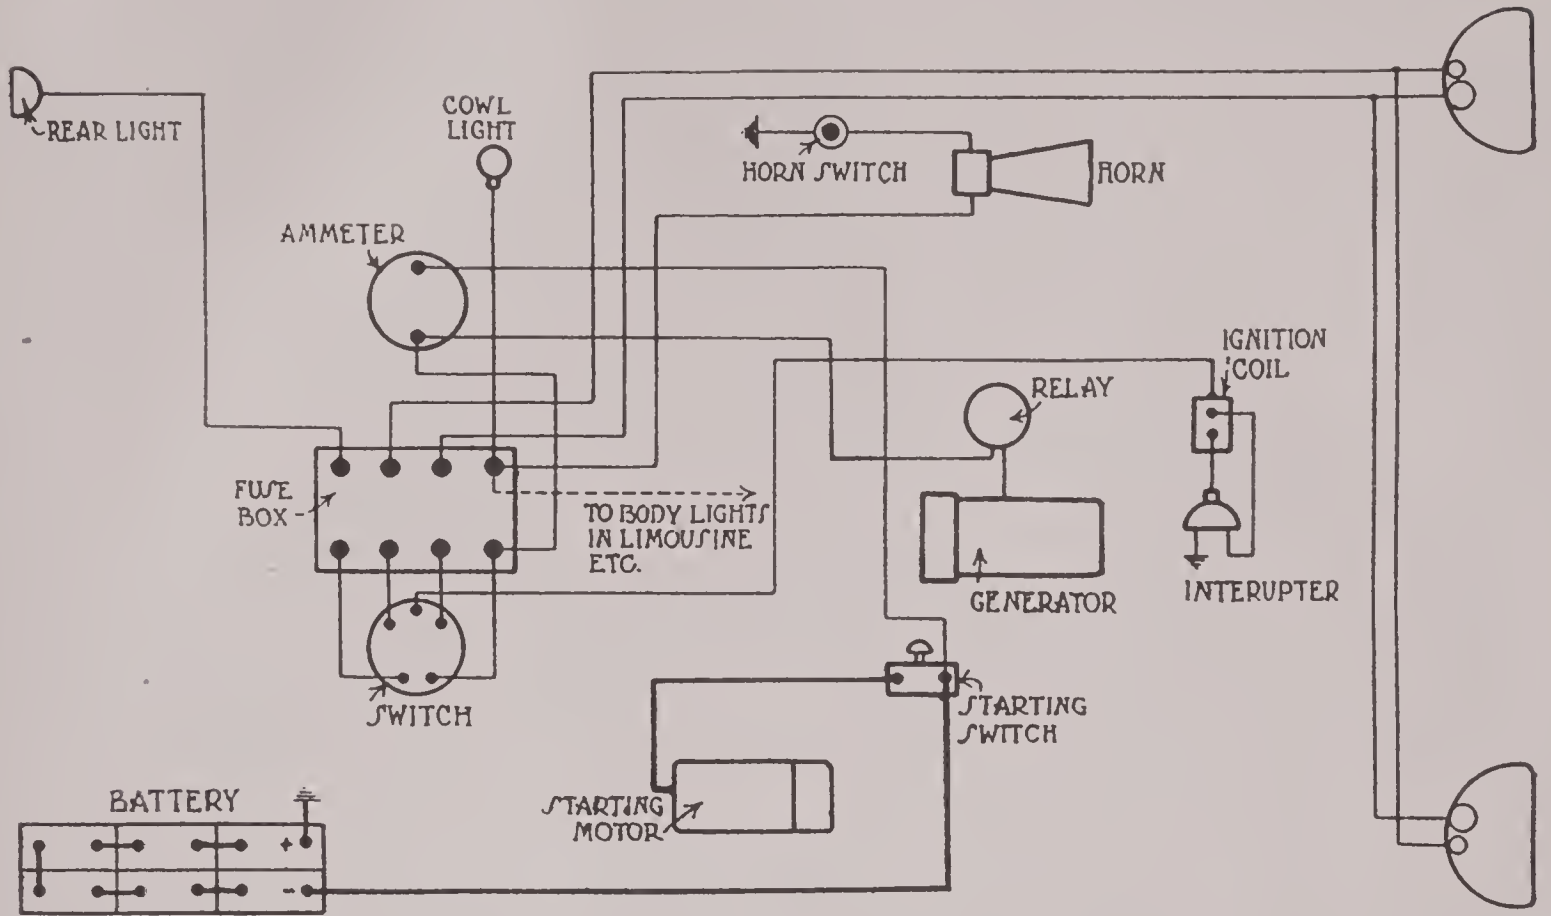 REAR LIGHT
COWL
LIGHT
HORN SWITCH
HORN
AMMETER
IGNITION
COIL
RELAY
FUSE
BOX
TO BODY LIGHTS
IN LIMOUSINE
ETC.
GENERATOR
INTERUPTER
SWITCH
STARTING
SWITCH
STARTING
MOTOR
BATTERY
+
-